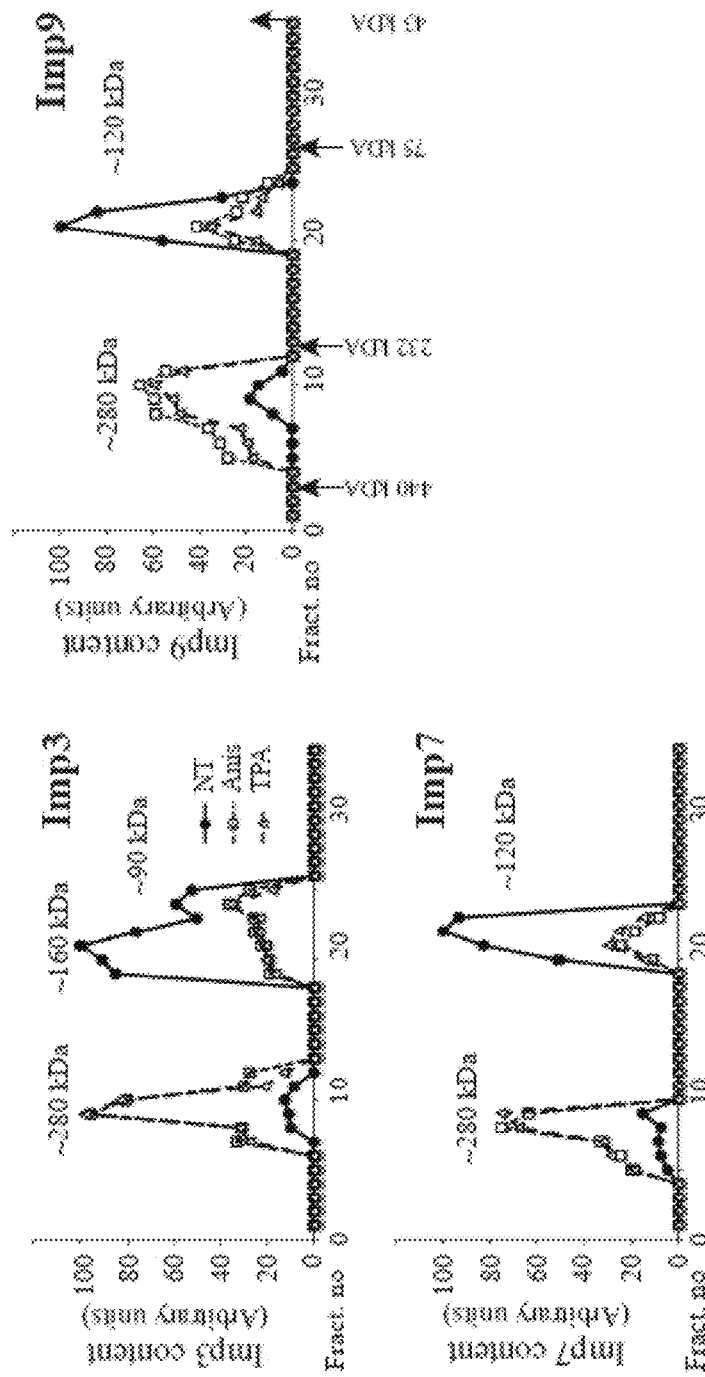 Imp3
Imp3 content
(Arbitrary units)
100
80
60
40
20
0
~280 kDa
~160 kDa
~90 kDa
NT
Anis
TPA
Fract. no
0
10
20
30
Imp7
Imp7 content
(Arbitrary units)
100
80
60
40
20
0
~280 kDa
~120 kDa
Fract. no
0
10
20
30
Imp9
Imp9 content
(Arbitrary units)
100
80
60
40
20
0
~280 kDa
~120 kDa
Fract. no
0
10
20
30
440 kDA
232 kDA
75 kDA
43 kDA